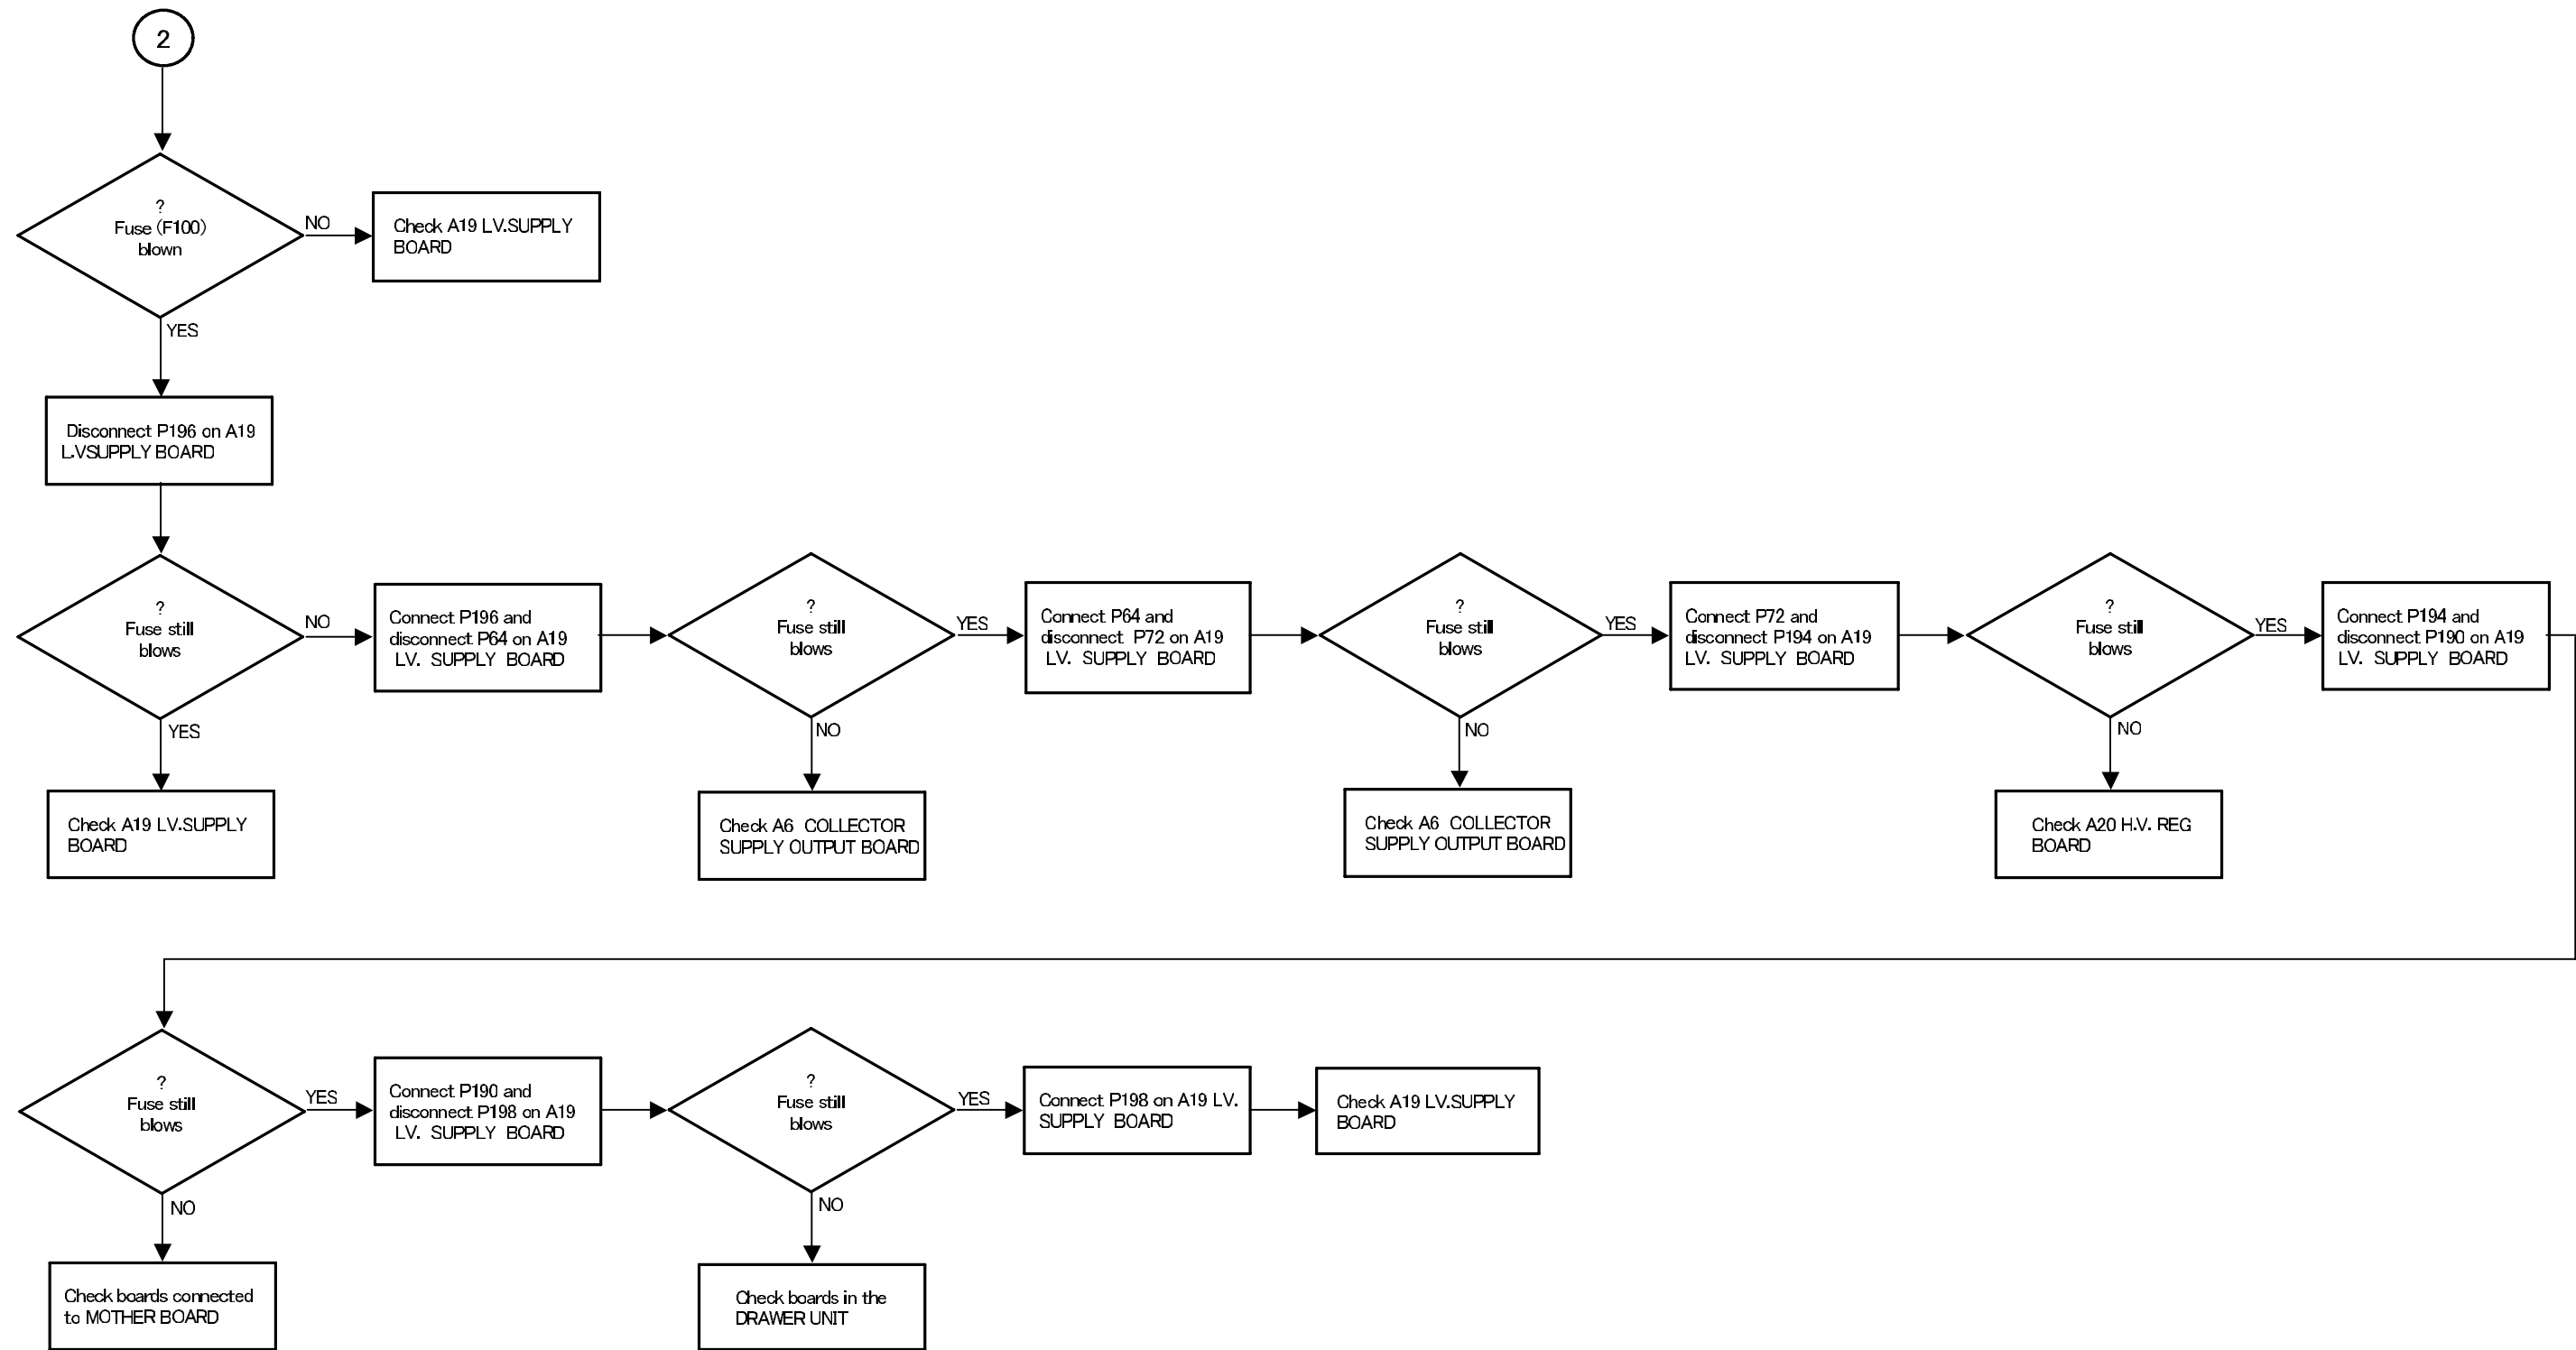 2
?
Fuse (F100)
blown
NO
Check A19 LV.SUPPLY
BOARD
YES
Disconnect P196 on A19
L.VSUPPLY BOARD
?
Fuse still
blows
NO
Connect P196 and
disconnect P64 on A19
LV. SUPPLY BOARD
?
Fuse still
blows
YES
Connect P64 and
disconnect P72 on A19
LV. SUPPLY BOARD
?
Fuse still
blows
YES
Connect P72 and
disconnect P194 on A19
LV. SUPPLY BOARD
?
Fuse still
blows
YES
Connect P194 and
disconnect P190 on A19
LV. SUPPLY BOARD
YES
Check A19 LV.SUPPLY
BOARD
NO
Check A6 COLLECTOR
SUPPLY OUTPUT BOARD
NO
Check A6 COLLECTOR
SUPPLY OUTPUT BOARD
NO
Check A20 H.V. REG
BOARD
?
Fuse still
blows
YES
Connect P190 and
disconnect P198 on A19
LV. SUPPLY BOARD
?
Fuse still
blows
YES
Connect P198 on A19 LV.
SUPPLY BOARD
Check A19 LV.SUPPLY
BOARD
NO
Check boards connected
to MOTHER BOARD
NO
Check boards in the
DRAWER UNIT